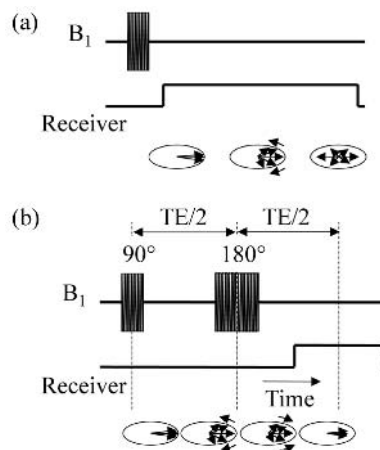 (a)
B₁
Receiver
(b)
TE/2 TE/2
90° 180°
B₁
Receiver
Time